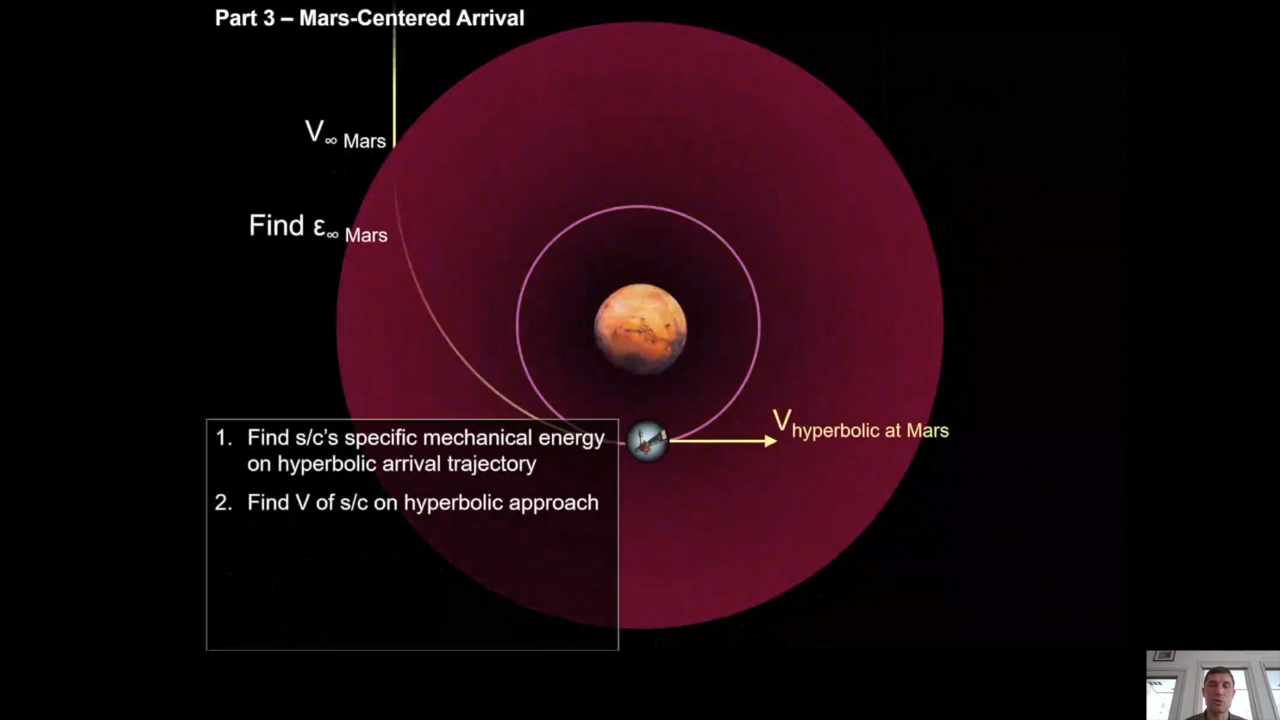 Part 3 – Mars-Centered Arrival
V∞ Mars
Find ε∞ Mars
Vhyperbolic at Mars
1. Find s/c's specific mechanical energy
on hyperbolic arrival trajectory
2. Find V of s/c on hyperbolic approach